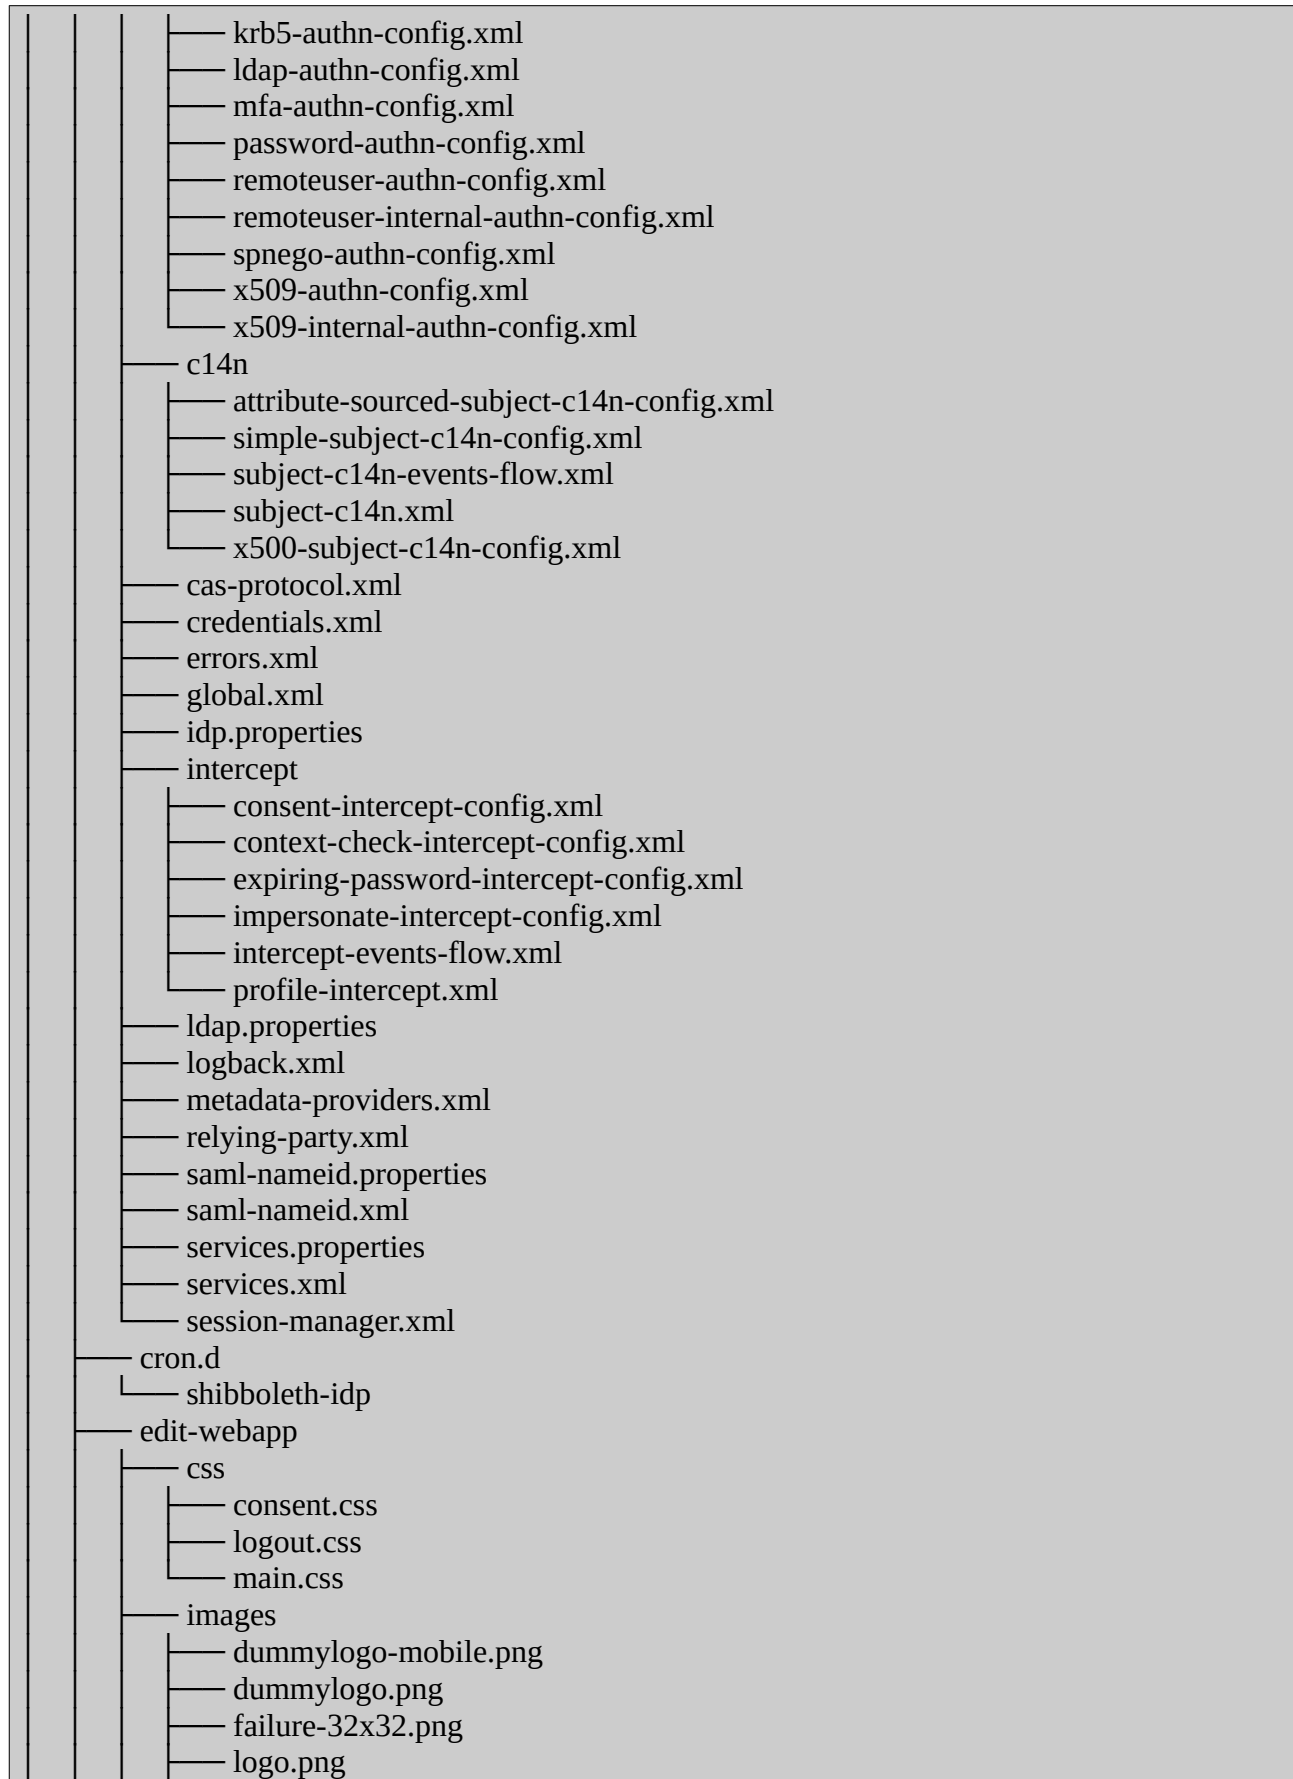 │   │   │   ├── krb5-authn-config.xml
│   │   │   ├── ldap-authn-config.xml
│   │   │   ├── mfa-authn-config.xml
│   │   │   ├── password-authn-config.xml
│   │   │   ├── remoteuser-authn-config.xml
│   │   │   ├── remoteuser-internal-authn-config.xml
│   │   │   ├── spnego-authn-config.xml
│   │   │   ├── x509-authn-config.xml
│   │   │   └── x509-internal-authn-config.xml
│   │   ├── c14n
│   │   │   ├── attribute-sourced-subject-c14n-config.xml
│   │   │   ├── simple-subject-c14n-config.xml
│   │   │   ├── subject-c14n-events-flow.xml
│   │   │   ├── subject-c14n.xml
│   │   │   └── x500-subject-c14n-config.xml
│   │   ├── cas-protocol.xml
│   │   ├── credentials.xml
│   │   ├── errors.xml
│   │   ├── global.xml
│   │   ├── idp.properties
│   │   ├── intercept
│   │   │   ├── consent-intercept-config.xml
│   │   │   ├── context-check-intercept-config.xml
│   │   │   ├── expiring-password-intercept-config.xml
│   │   │   ├── impersonate-intercept-config.xml
│   │   │   ├── intercept-events-flow.xml
│   │   │   └── profile-intercept.xml
│   │   ├── ldap.properties
│   │   ├── logback.xml
│   │   ├── metadata-providers.xml
│   │   ├── relying-party.xml
│   │   ├── saml-nameid.properties
│   │   ├── saml-nameid.xml
│   │   ├── services.properties
│   │   ├── services.xml
│   │   └── session-manager.xml
│   ├── cron.d
│   │   └── shibboleth-idp
│   ├── edit-webapp
│   │   ├── css
│   │   │   ├── consent.css
│   │   │   ├── logout.css
│   │   │   └── main.css
│   │   ├── images
│   │   │   ├── dummylogo-mobile.png
│   │   │   ├── dummylogo.png
│   │   │   ├── failure-32x32.png
│   │   │   ├── logo.png